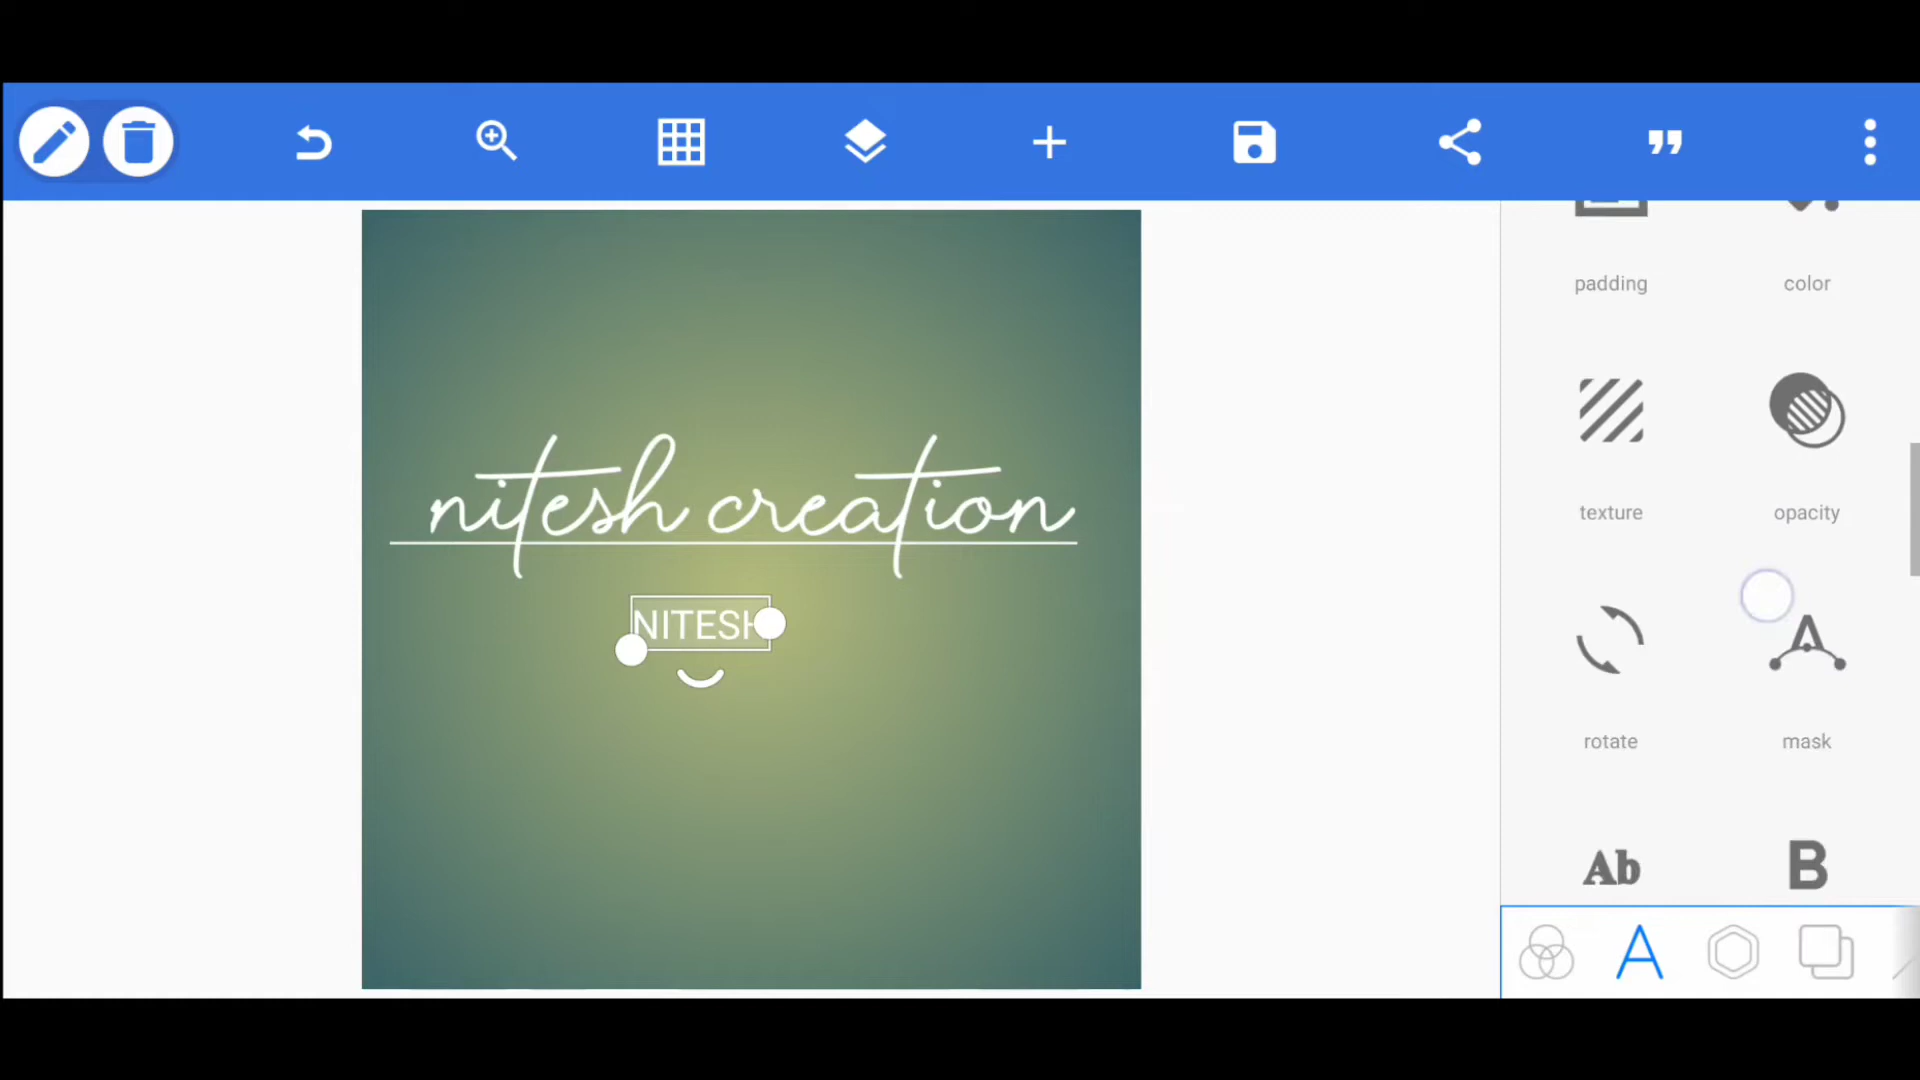 padding color
nitesh creation
texture opacity
NITESH
rotate mask
Ab B
A